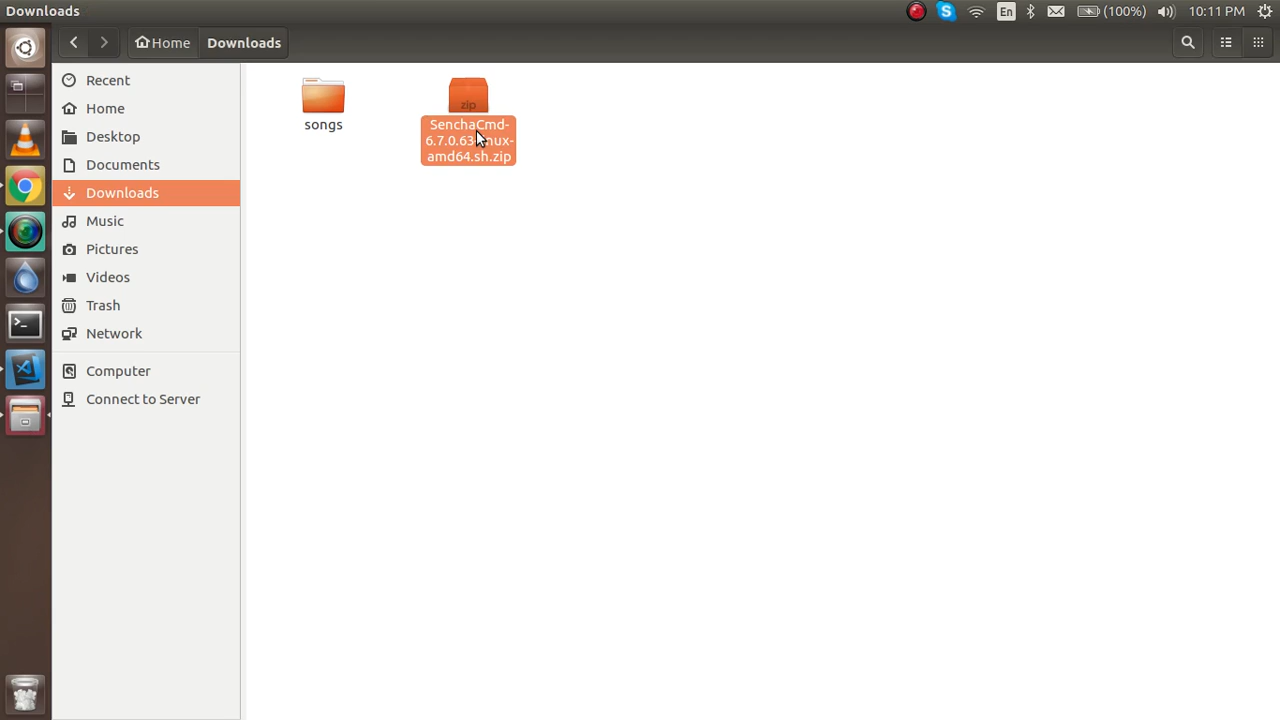 Downloads
En
(100%)
10:11 PM
Home
Downloads
Recent
Home
Desktop
Documents
Downloads
Music
Pictures
Videos
Trash
Network
Computer
Connect to Server
songs
zip
SenchaCmd-
6.7.0.63-linux-
amd64.sh.zip